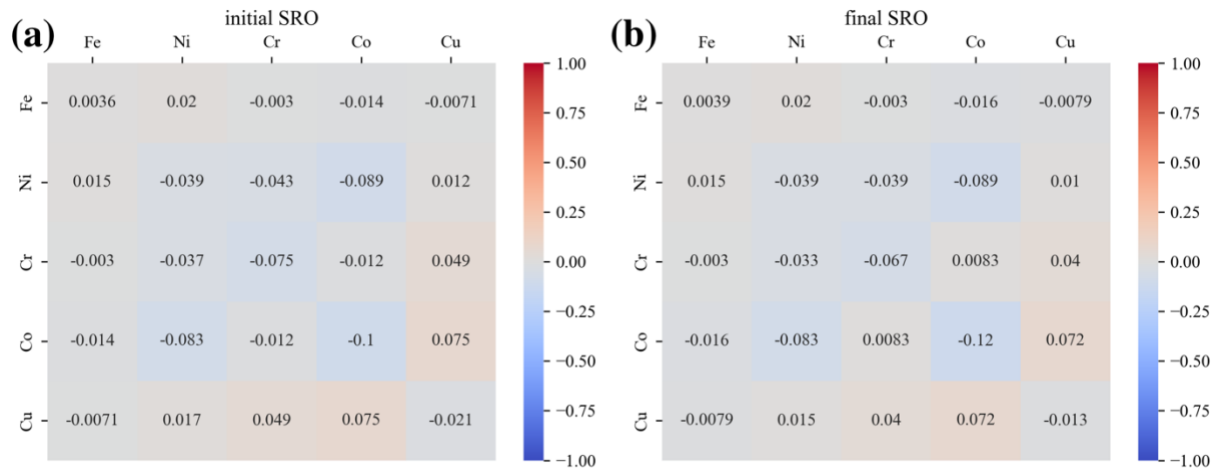 (a)
initial SRO
Fe Ni Cr Co Cu
Fe 0.0036 0.02 -0.003 -0.014 -0.0071
Ni 0.015 -0.039 -0.043 -0.089 0.012
Cr -0.003 -0.037 -0.075 -0.012 0.049
Co -0.014 -0.083 -0.012 -0.1 0.075
Cu -0.0071 0.017 0.049 0.075 -0.021
1.00
0.75
0.50
0.25
0.00
−0.25
−0.50
−0.75
−1.00
(b)
final SRO
Fe Ni Cr Co Cu
Fe 0.0039 0.02 -0.003 -0.016 -0.0079
Ni 0.015 -0.039 -0.039 -0.089 0.01
Cr -0.003 -0.033 -0.067 0.0083 0.04
Co -0.016 -0.083 0.0083 -0.12 0.072
Cu -0.0079 0.015 0.04 0.072 -0.013
1.00
0.75
0.50
0.25
0.00
−0.25
−0.50
−0.75
−1.00